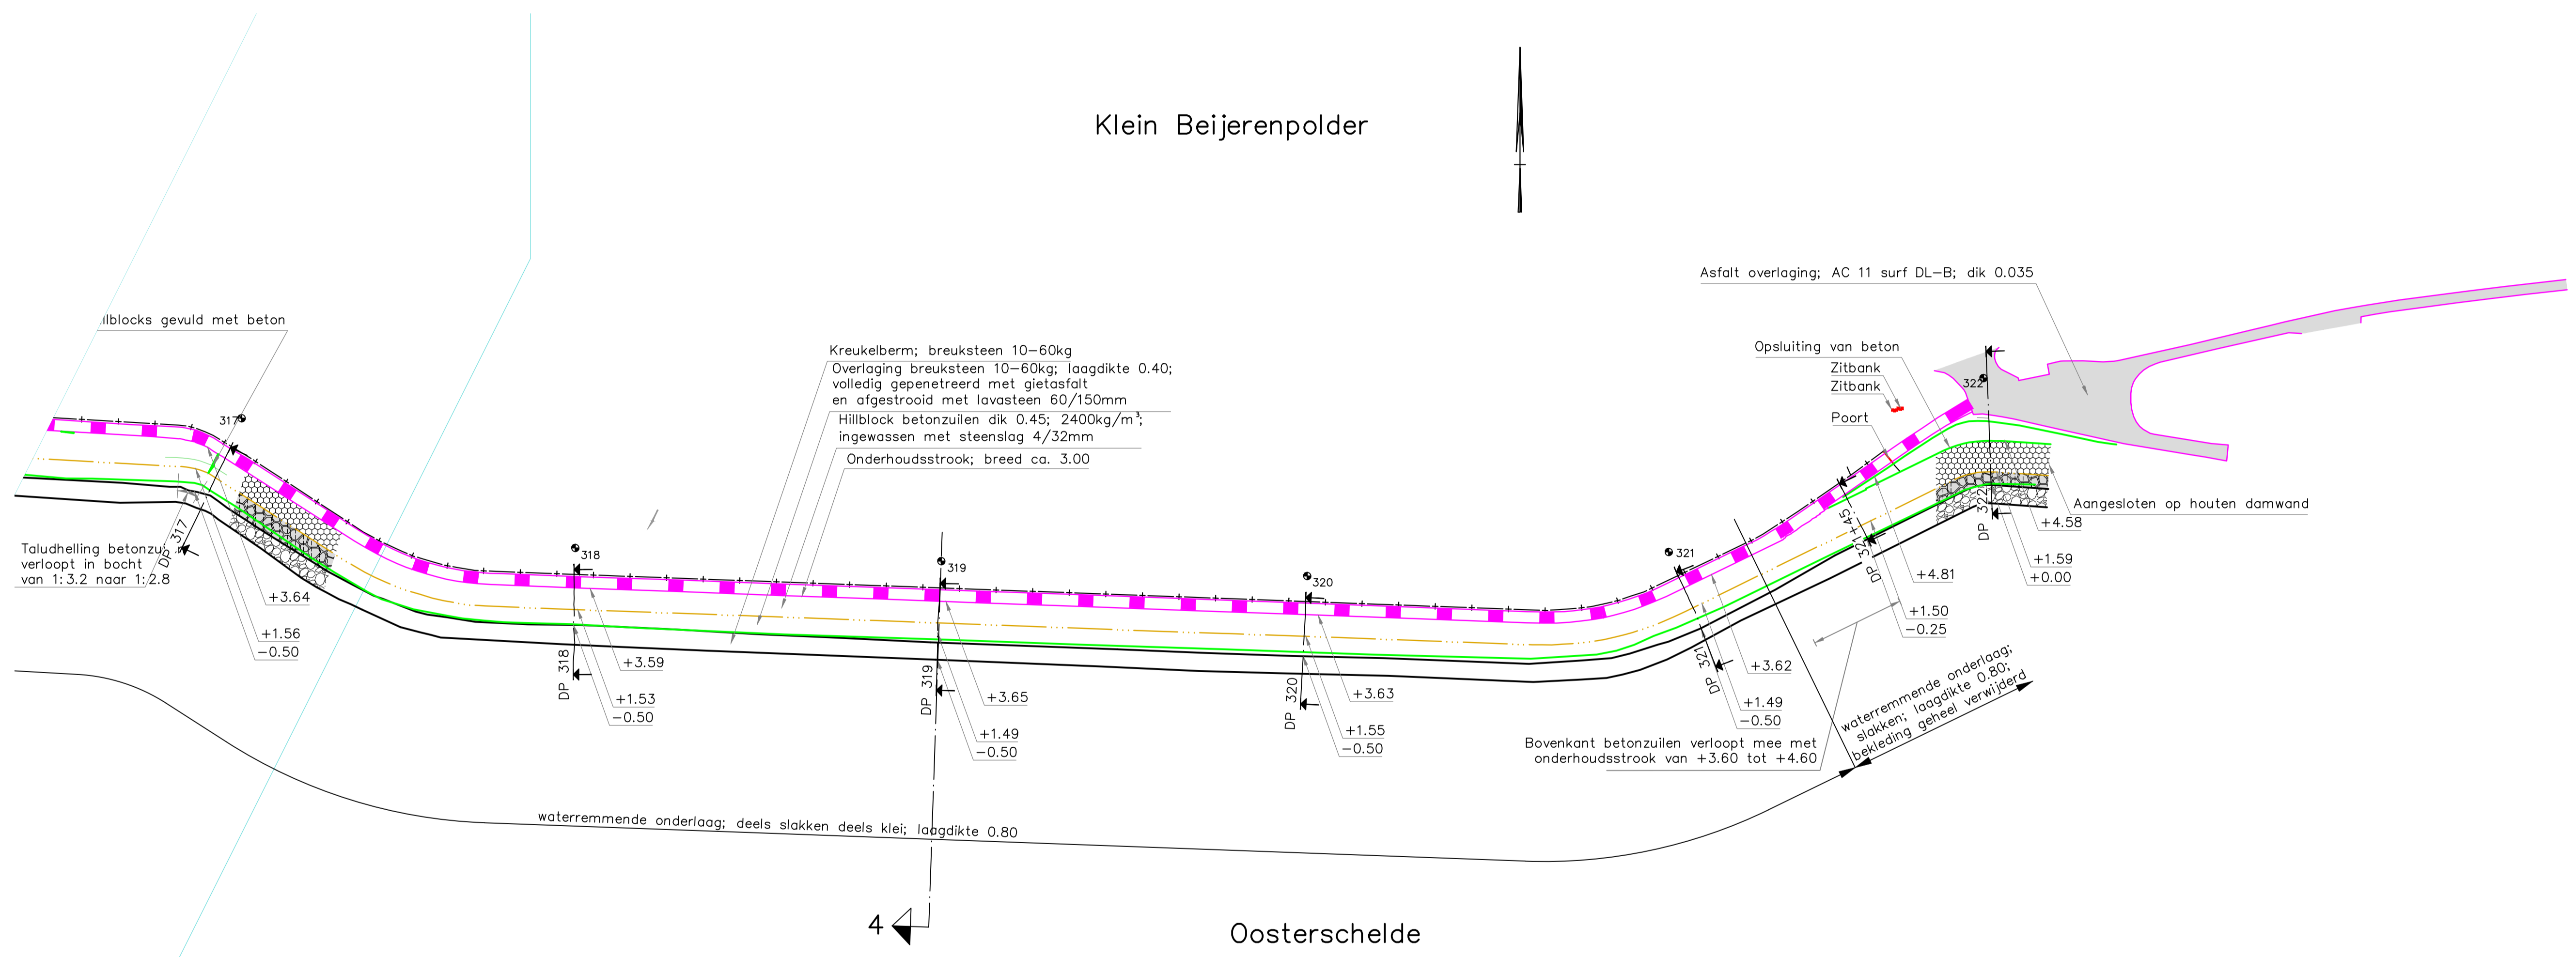 Klein Beijerenpolder
Asfalt overlaging; AC 11 surf DL-B; dik 0.035
llblocks gevuld met beton
Opsluiting van beton
Zitbank
Zitbank
Poort
Kreukelberm; breuksteen 10-60kg
Overlaging breuksteen 10-60kg; laagdikte 0.40;
volledig gepenetreerd met gietasfalt
en afgestrooid met lavasteen 60/150mm
Hillblock betonzuilen dik 0.45; 2400kg/m³;
ingewassen met steenslag 4/32mm
Onderhoudsstrook; breed ca. 3.00
317
318
319
320
321
322
Aangesloten op houten damwand
Taludhelling betonzu
verloopt in bocht
van 1:3.2 naar 1:2.8
DP 317
+3.64
+1.56
-0.50
DP 318
+3.59
+1.53
-0.50
DP 319
+3.65
+1.49
-0.50
DP 320
+3.63
+1.55
-0.50
DP 321
+3.62
+1.49
-0.50
DP 321+45
+4.81
+1.50
-0.25
DP 322
+4.58
+1.59
+0.00
Bovenkant betonzuilen verloopt mee met
onderhoudsstrook van +3.60 tot +4.60
waterremmende onderlaag;
slakken; laagdikte 0.80;
bekleding geheel verwijderd
waterremmende onderlaag; deels slakken deels klei; laagdikte 0.80
4
Oosterschelde